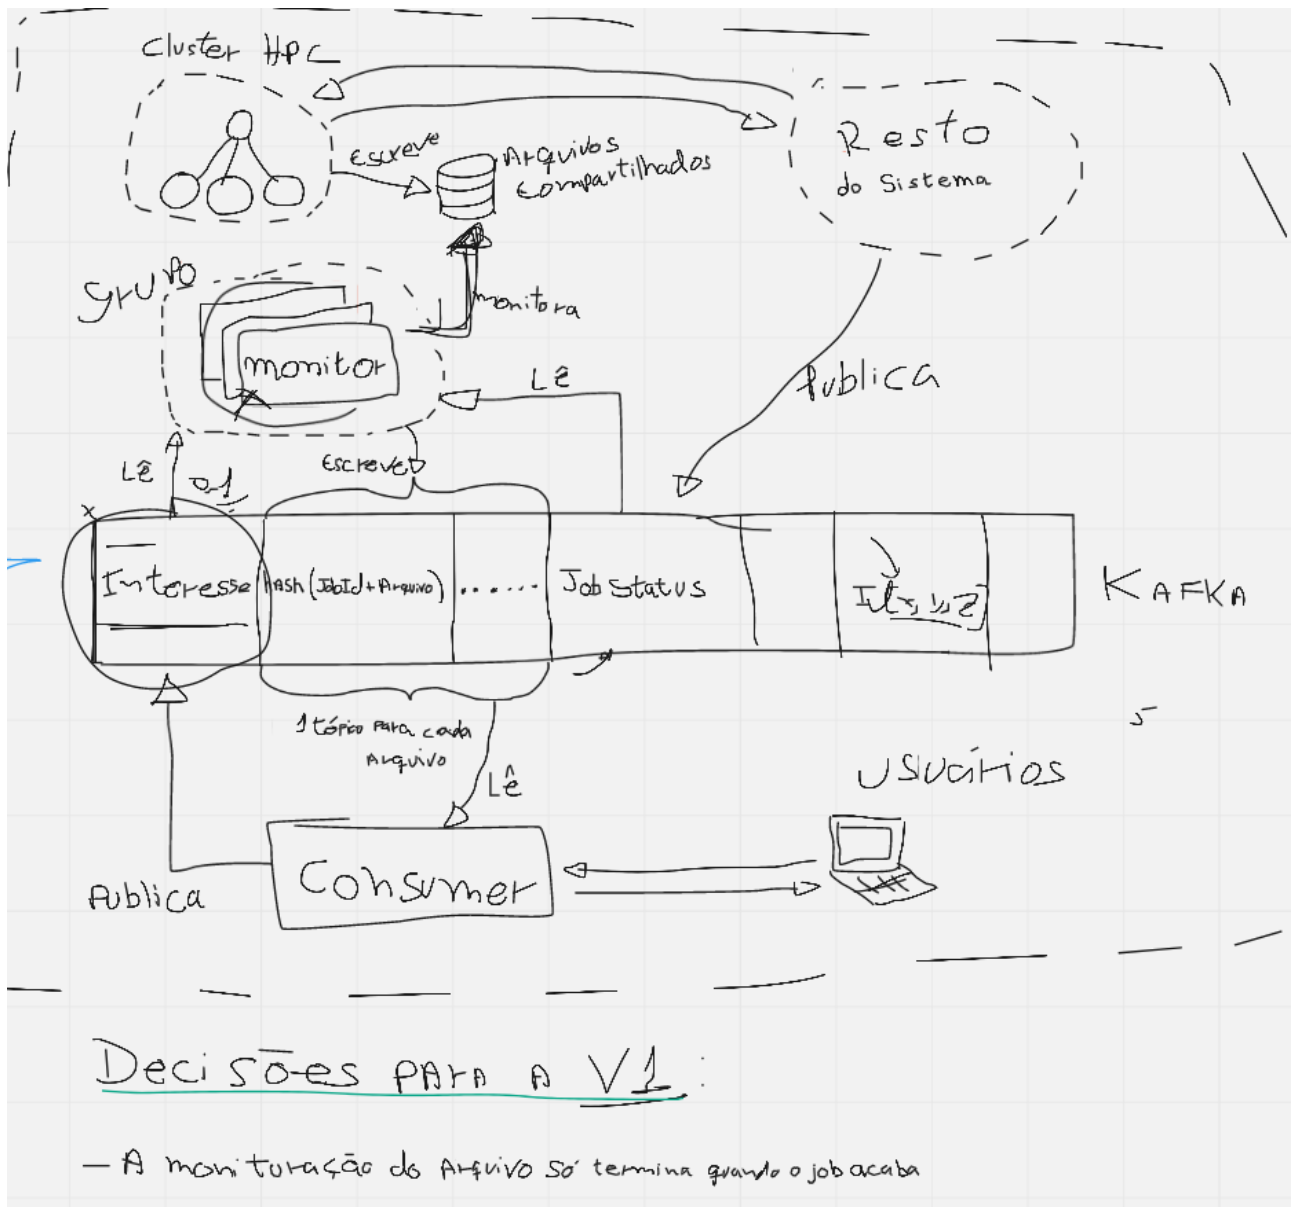 Cluster HPC
Escreve
Arquivos
compartilhados
Resto
do Sistema
grupo
monitora
monitor
Lê
Publica
Lê
Escreve
0-1
x
Interesse
HASH(JobId+Arquivo)
......
Job Status
KAFKA
1 tópico para cada
Arquivo
5
Lê
Usuários
Publica
Consumer
Decisões para a V1:
- A monituração do Arquivo só termina quando o job acaba